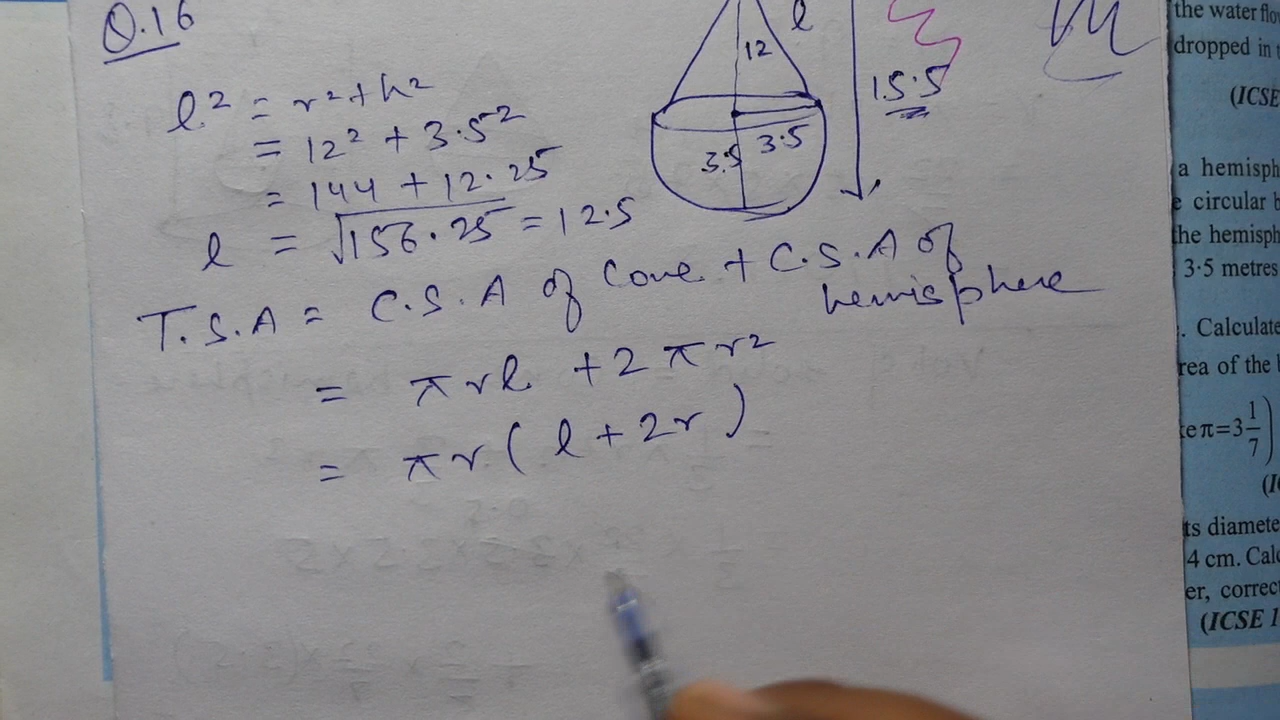 Q.16
l
12
15.5
3.5
3.5
l² = r²+h²
= 12² + 3.5²
= 144 + 12.25
l = √156.25 = 12.5
T.S.A = C.S.A of Cone + C.S.A of
hemisphere
= πrl + 2πr²
= πr(l+2r)
the water flo
dropped in
(ICSE
a hemisph
e circular b
the hemisph
3·5 metres
. Calculate
rea of the
π=3 1/7)
ts diamete
4 cm. Calc
er, correc
(ICSE 1